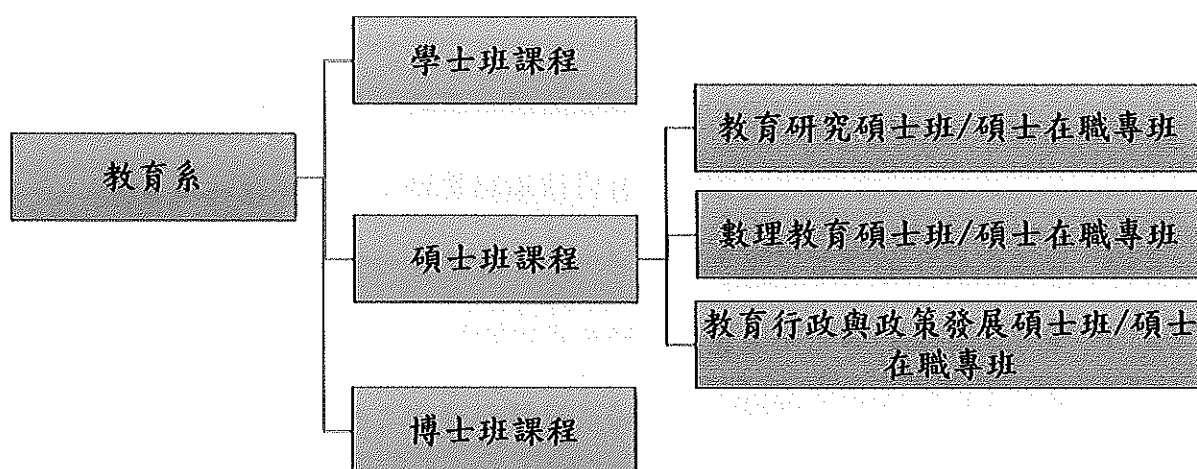 學士班課程
教育研究碩士班/碩士在職專班
教育系
數理教育碩士班/碩士在職專班
碩士班課程
教育行政與政策發展碩士班/碩士
在職專班
博士班課程